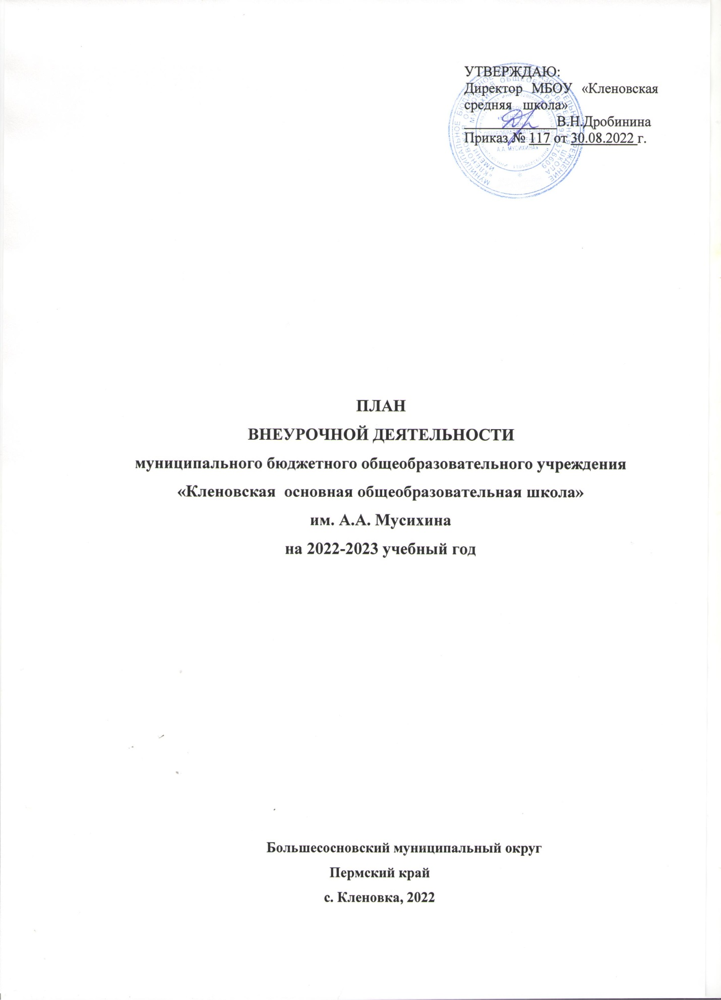 УТВЕРЖДАЮ:
Директор МБОУ «Кленовская
средняя школа»
______________В.Н.Дробинина
Приказ № 117 от 30.08.2022 г.
А.А. МУСИХИНА»
ПЛАН
ВНЕУРОЧНОЙ ДЕЯТЕЛЬНОСТИ
муниципального бюджетного общеобразовательного учреждения
«Кленовская основная общеобразовательная школа»
им. А.А. Мусихина
на 2022-2023 учебный год
Большесосновский муниципальный округ
Пермский край
с. Кленовка, 2022